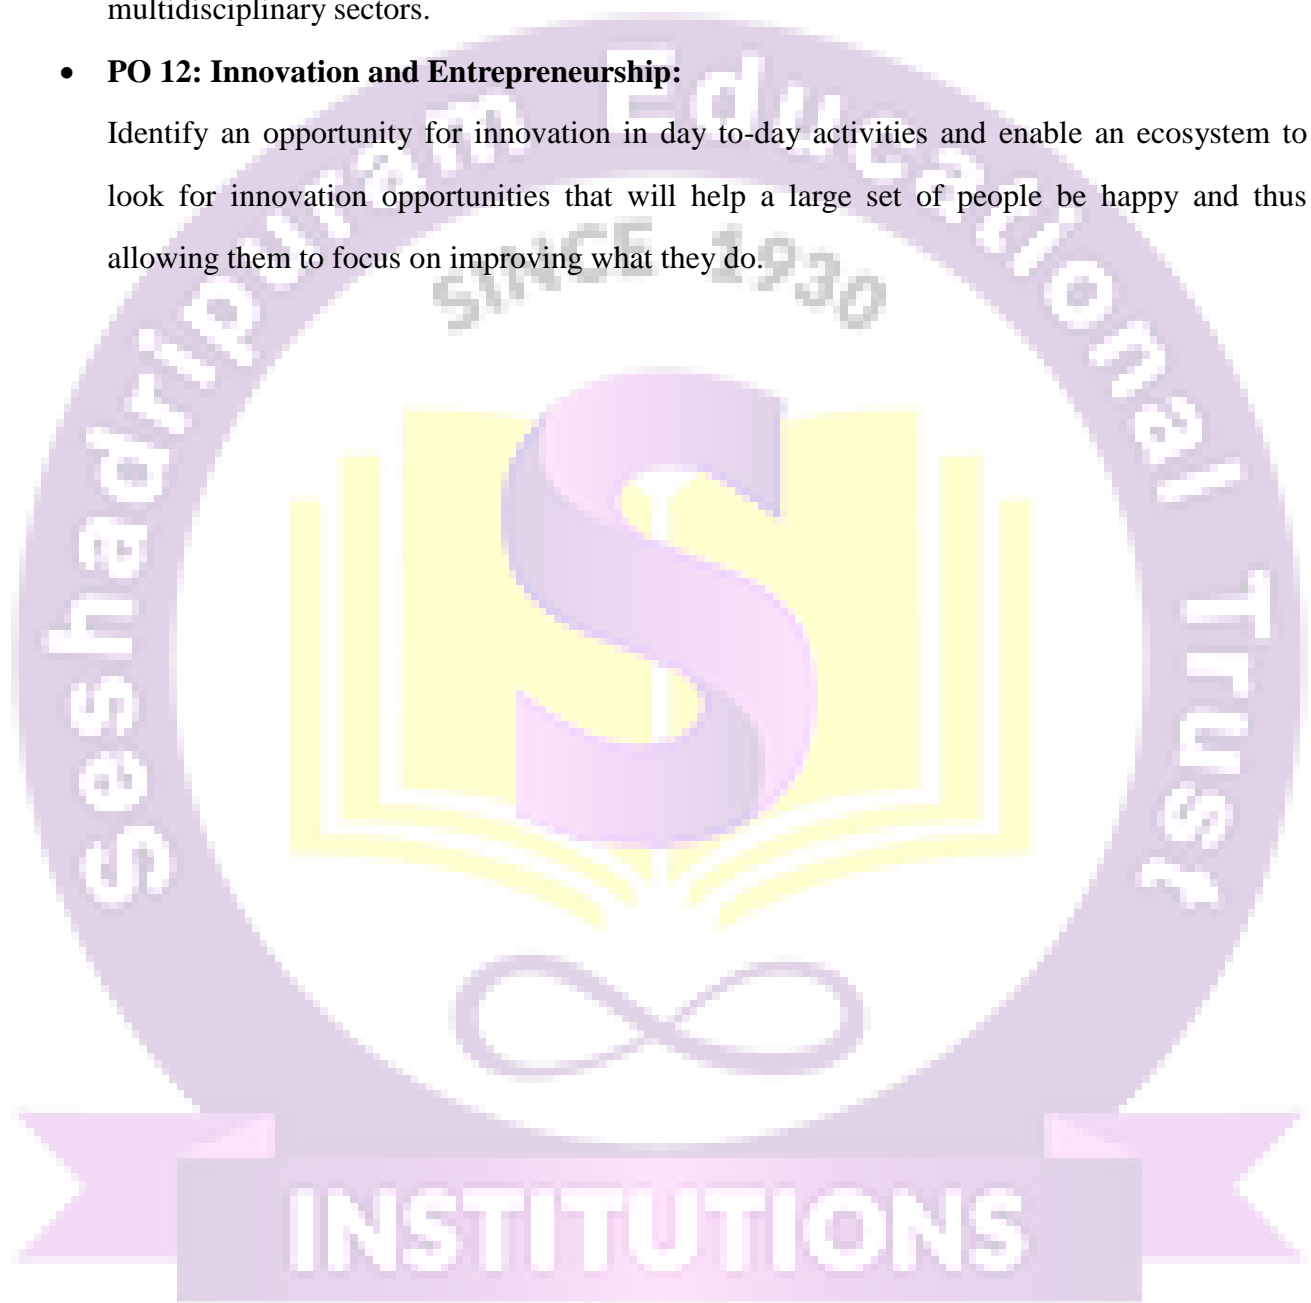 multidisciplinary sectors.
• PO 12: Innovation and Entrepreneurship:
Identify an opportunity for innovation in day to-day activities and enable an ecosystem to
look for innovation opportunities that will help a large set of people be happy and thus
allowing them to focus on improving what they do.
Seshadripuram Educational Trust
SINCE 1930
INSTITUTIONS